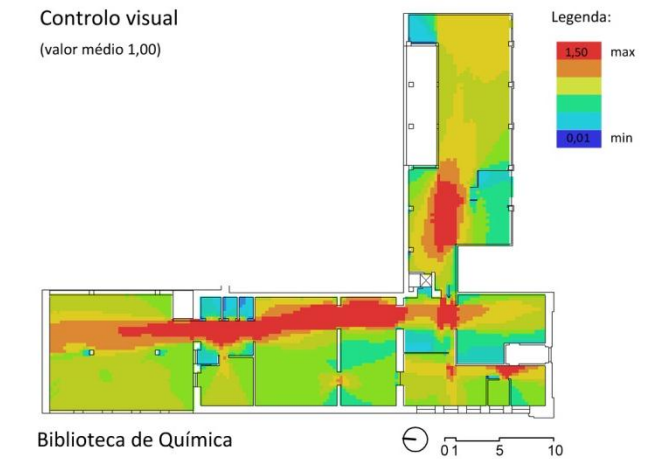 Controlo visual
(valor médio 1,00)
Legenda:
1,50 max
0,01 min
Biblioteca de Química
0 1 5 10